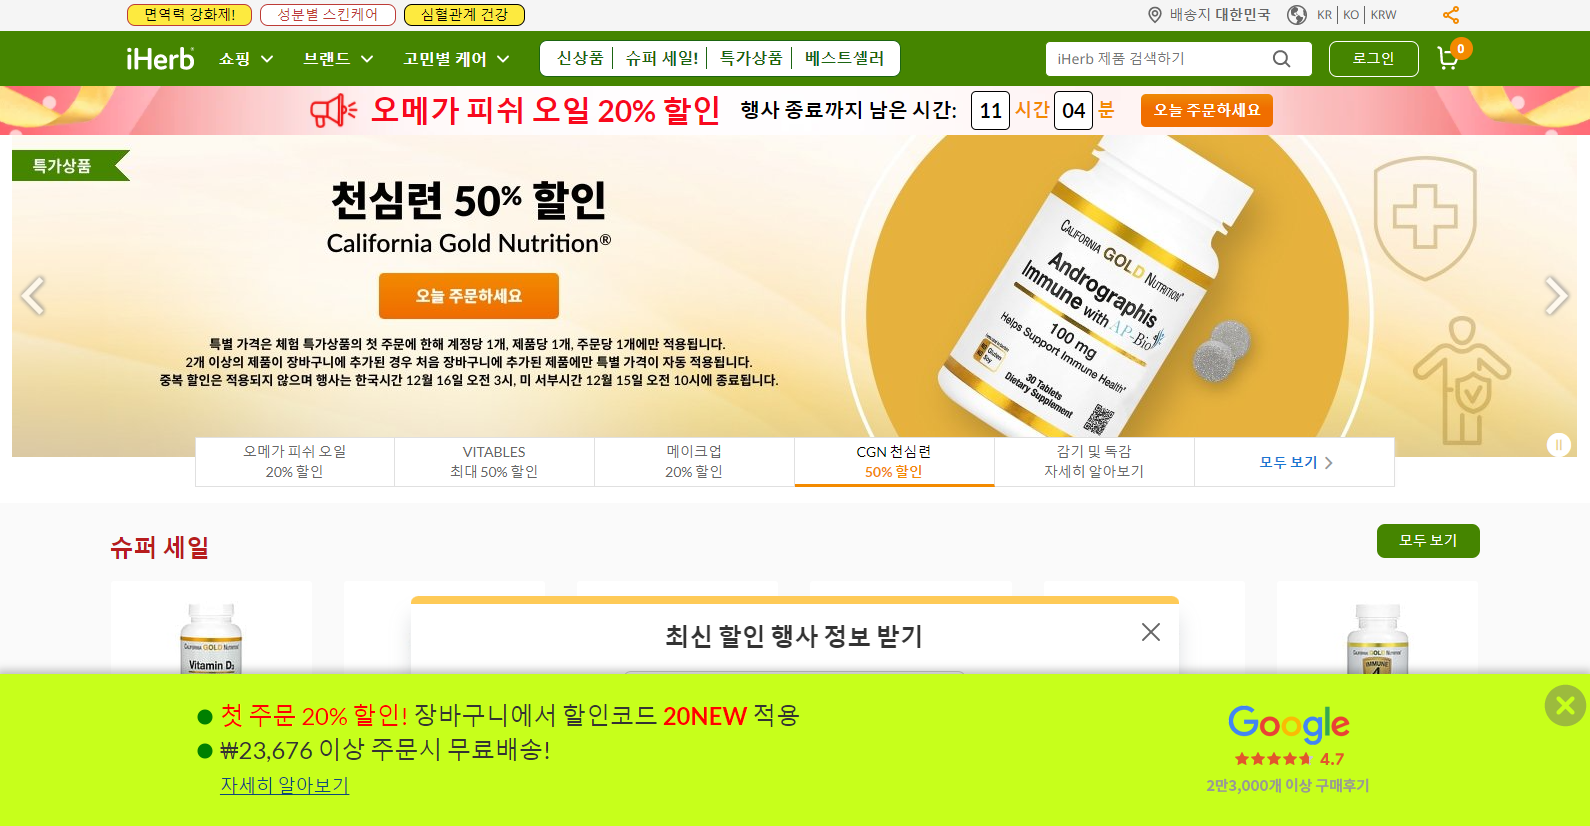 면역력 강화제!
성분별 스킨케어
심혈관계 건강
배송지 대한민국
KR | KO | KRW
iHerb
쇼핑
브랜드
고민별 케어
신상품
슈퍼 세일!
특가상품
베스트셀러
iHerb 제품 검색하기
로그인
0
오메가 피쉬 오일 20% 할인
행사 종료까지 남은 시간:
11 시간 04 분
오늘 주문하세요
특가상품
천심련 50% 할인
California Gold Nutrition®
오늘 주문하세요
특별 가격은 체험 특가상품의 첫 주문에 한해 계정당 1개, 제품당 1개, 주문당 1개에만 적용됩니다.
2개 이상의 제품이 장바구니에 추가된 경우 처음 장바구니에 추가된 제품에만 특별 가격이 자동 적용됩니다.
중복 할인은 적용되지 않으며 행사는 한국시간 12월 16일 오전 3시, 미 서부시간 12월 15일 오전 10시에 종료됩니다.
CALIFORNIA GOLD NUTRITION®
Andrographis
Immune with AP-Bio
100 mg
Helps Support Immune Health
30 Tablets
Dietary Supplement
오메가 피쉬 오일
20% 할인
VITABLES
최대 50% 할인
메이크업
20% 할인
CGN 천심련
50% 할인
감기 및 독감
자세히 알아보기
모두 보기
슈퍼 세일
모두 보기
CALIFORNIA GOLD NUTRITION
Vitamin D3
CALIFORNIA GOLD NUTRITION
IMMUNE
4
최신 할인 행사 정보 받기
첫 주문 20% 할인! 장바구니에서 할인코드 20NEW 적용
₩23,676 이상 주문시 무료배송!
자세히 알아보기
Google
4.7
2만3,000개 이상 구매후기